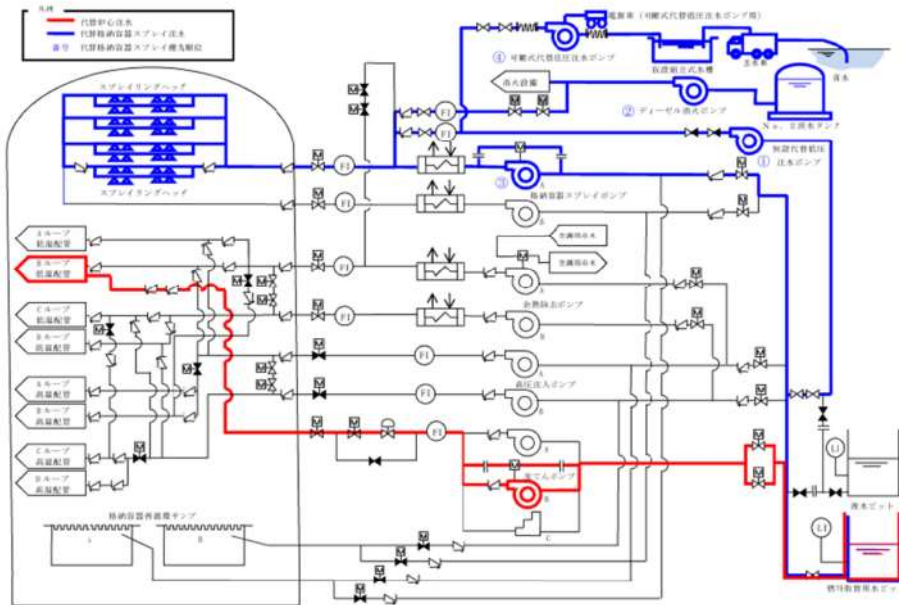 凡例
代替炉心注水
代替格納容器スプレイ注水
番号 代替格納容器スプレイ優先順位
電源車(可搬式代替低圧注水ポンプ用)
④可搬式代替低圧注水ポンプ
仮設組立式水槽
海水
消火設備
②ディーゼル消火ポンプ
FI
FI
①
恒設代替低圧
注水ポンプ
スプレイリングヘッダ
スプレイリングヘッダ
M
FI
③
A
格納容器スプレイポンプ
M
FI
B
Aループ
低温配管
Bループ
低温配管
Cループ
低温配管
Dループ
低温配管
Aループ
高温配管
Bループ
高温配管
Cループ
高温配管
Dループ
高温配管
M
FI
A
余熱除去ポンプ
M
FI
B
FI
A
高圧注入ポンプ
FI
B
M
M
FI
A
充てんポンプ
B
C
M
M
LI
LI
格納容器再循環サンプ
A
B
燃料取替用水ピット